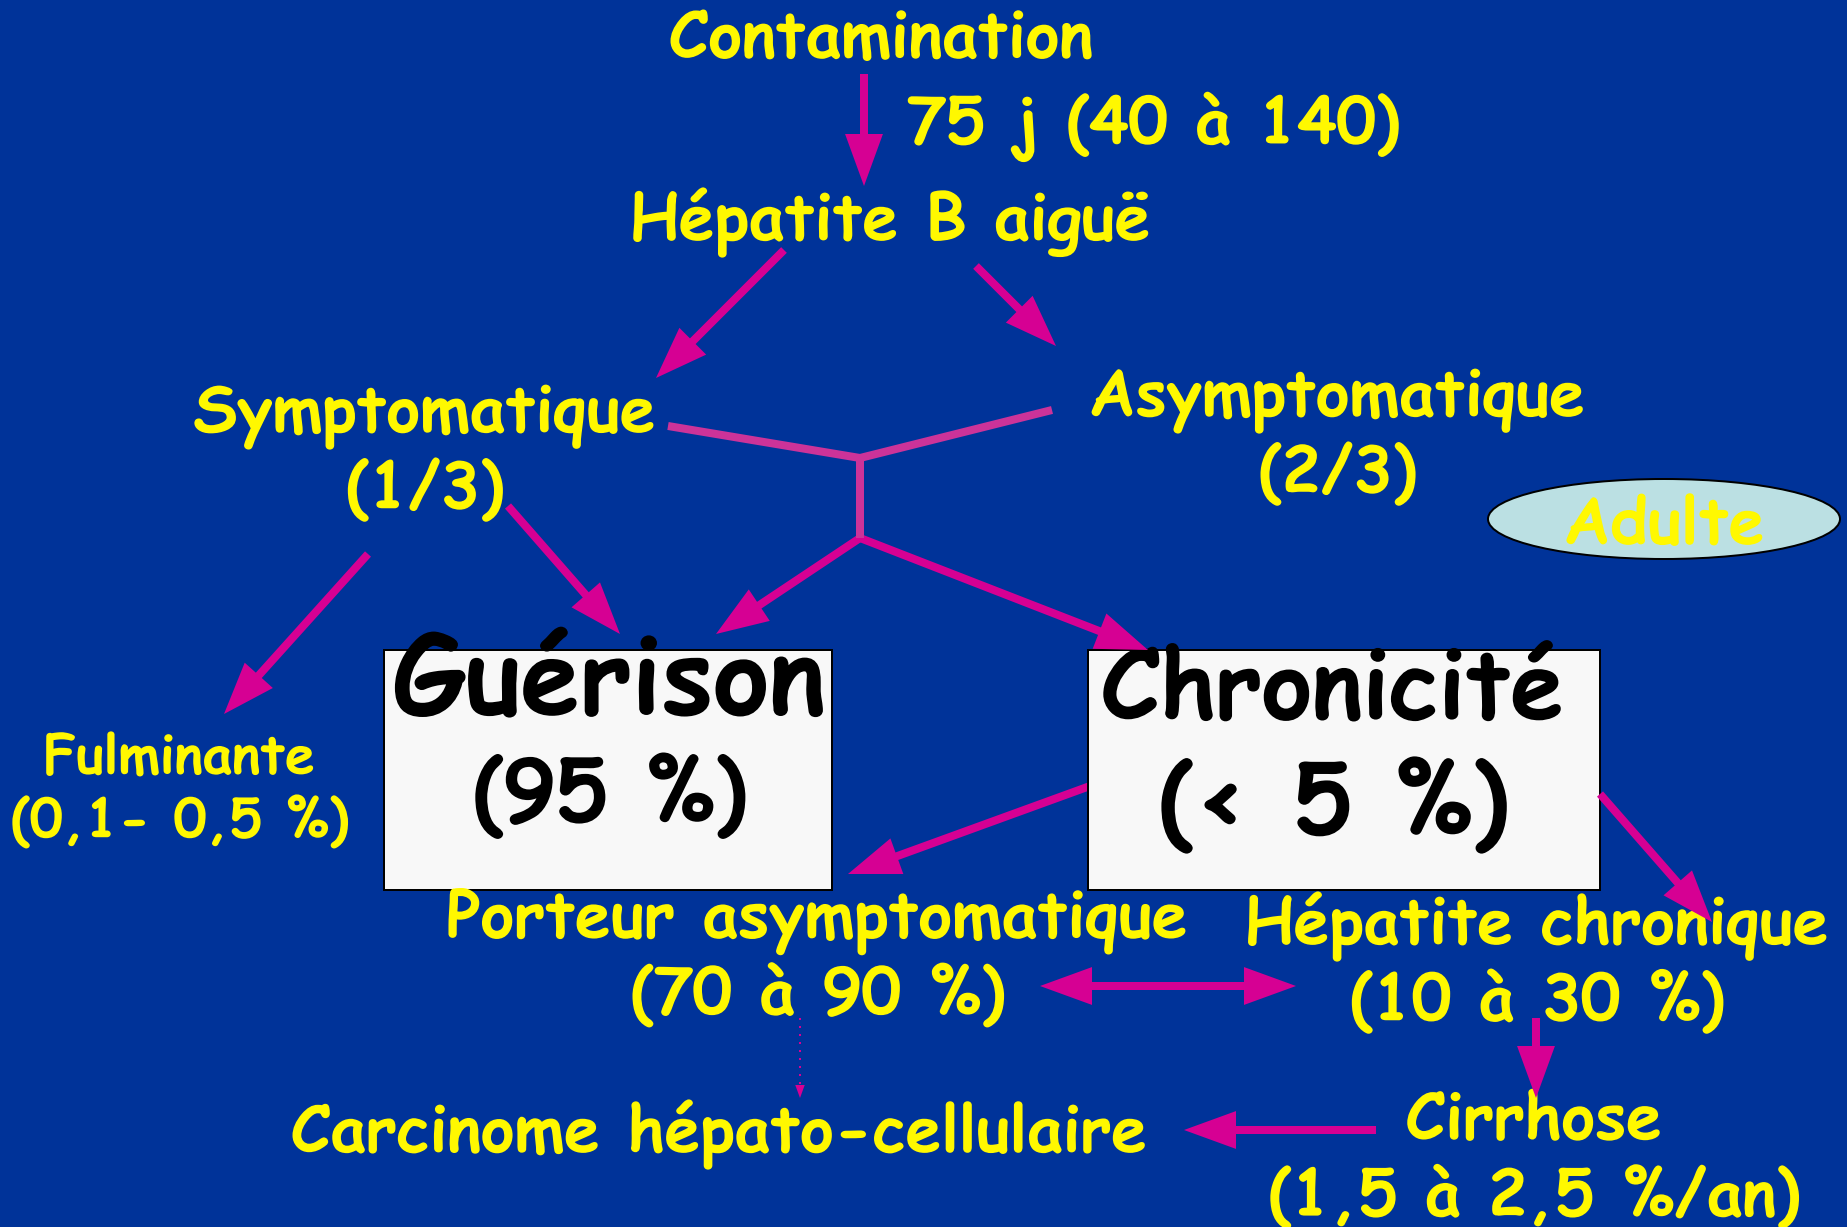 Contamination
75 j (40 à 140)
Hépatite B aiguë
Symptomatique
(1/3)
Asymptomatique
(2/3)
Adulte
Guérison
(95 %)
Chronicité
(< 5 %)
Fulminante
(0,1- 0,5 %)
Porteur asymptomatique
(70 à 90 %)
Hépatite chronique
(10 à 30 %)
Carcinome hépato-cellulaire
Cirrhose
(1,5 à 2,5 %/an)